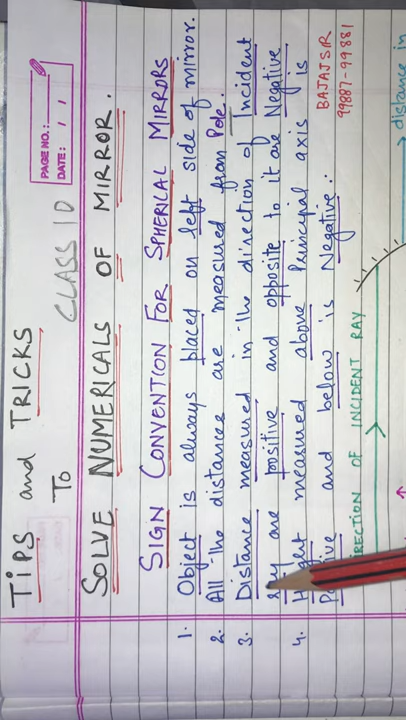 PAGE NO.:
DATE: / /
TIPS and TRICKS
To
CLASS 10
SOLVE NUMERICALS OF MIRROR.
SIGN CONVENTION FOR SPHERICAL MIRRORS
1. Object is always placed on left side of mirror.
2. All the distances are measured from Pole.
3. Distance measured in the direction of Incident
are positive and opposite to it are Negative
4. measured above Principal axis is
and below is Negative.
BAJAJ SIR
99887-99881
OF INCIDENT RAY
distance in